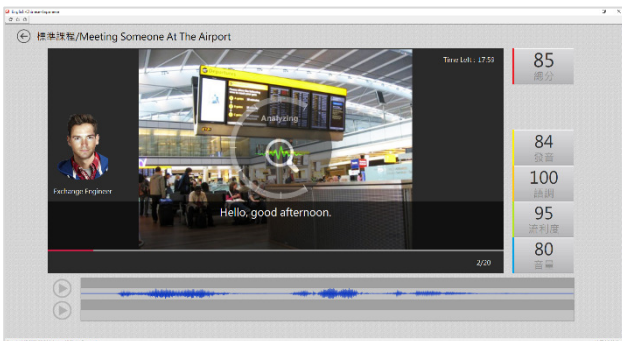 標準課程/Meeting Someone At The Airport
Time Left : 17:56
Analyzing
Exchange Engineer
Hello, good afternoon.
2/20
85
總分
84
發音
100
語調
95
流利度
80
音量